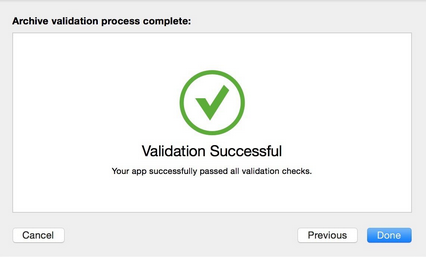 Archive validation process complete:
Validation Successful
Your app successfully passed all validation checks.
Cancel
Previous
Done